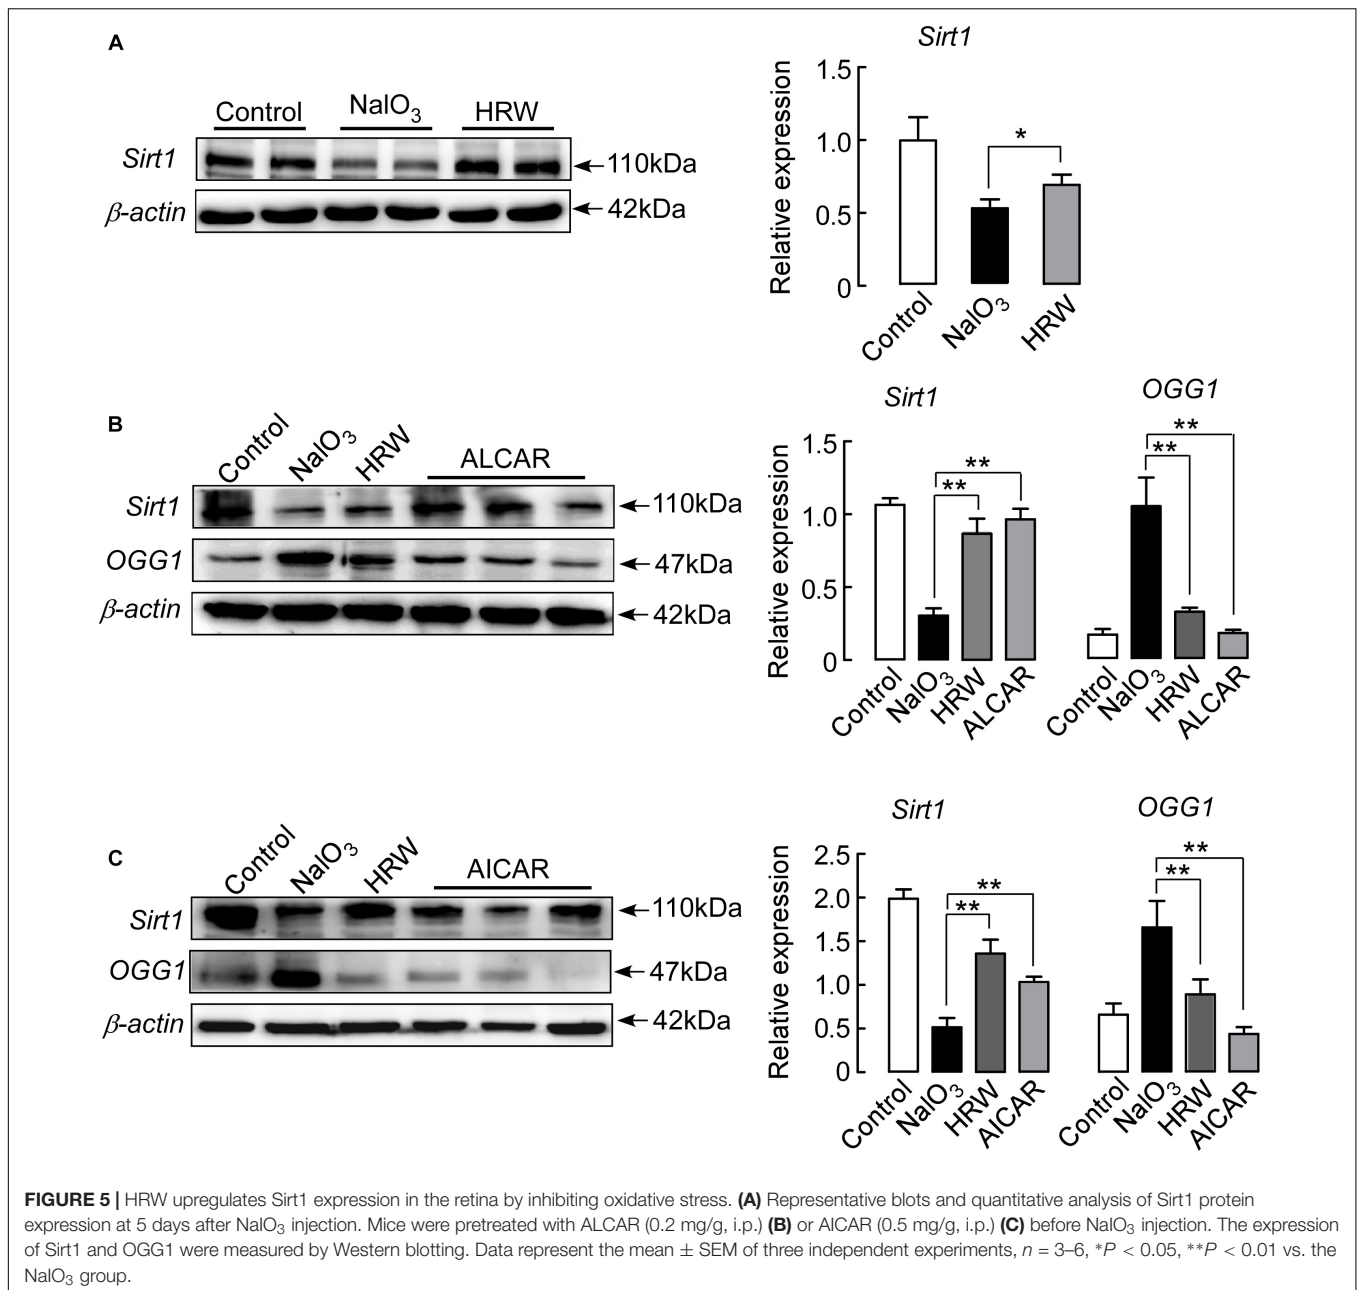 A
Control NaIO3 HRW
Sirt1
110kDa
β-actin
42kDa
Sirt1
Relative expression
1.5
1.0
0.5
0
*
Control
NaIO3
HRW
B
Control
NaIO3
HRW
ALCAR
Sirt1
110kDa
OGG1
47kDa
β-actin
42kDa
Sirt1
OGG1
Relative expression
1.5
1.0
0.5
0
**
**
**
**
Control
NaIO3
HRW
ALCAR
Control
NaIO3
HRW
ALCAR
C
Control
NaIO3
HRW
AICAR
Sirt1
110kDa
OGG1
47kDa
β-actin
42kDa
Sirt1
OGG1
Relative expression
2.5
2.0
1.5
1.0
0.5
0
**
**
**
**
Control
NaIO3
HRW
AICAR
Control
NaIO3
HRW
AICAR
FIGURE 5 | HRW upregulates Sirt1 expression in the retina by inhibiting oxidative stress. (A) Representative blots and quantitative analysis of Sirt1 protein
expression at 5 days after NaIO3 injection. Mice were pretreated with ALCAR (0.2 mg/g, i.p.) (B) or AICAR (0.5 mg/g, i.p.) (C) before NaIO3 injection. The expression
of Sirt1 and OGG1 were measured by Western blotting. Data represent the mean ± SEM of three independent experiments, n = 3–6, *P < 0.05, **P < 0.01 vs. the
NaIO3 group.